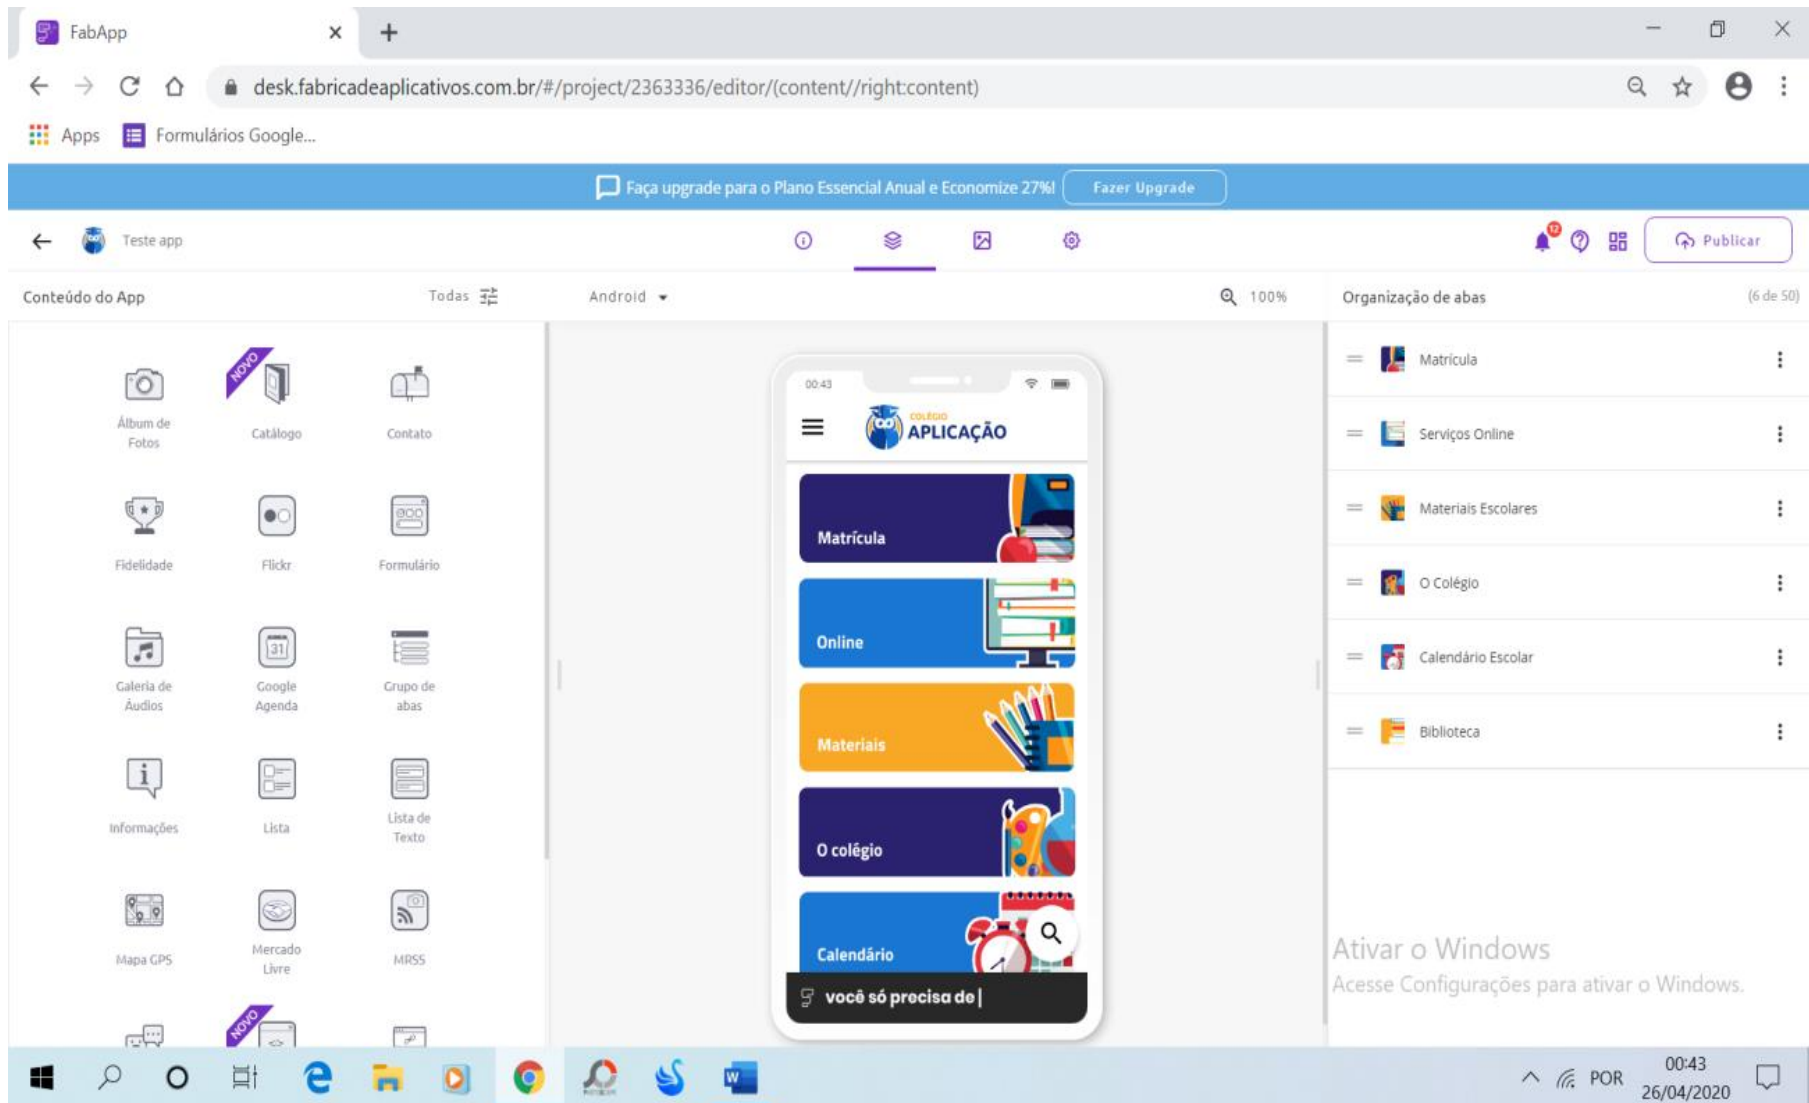 FabApp
desk.fabricadeaplicativos.com.br/#/project/2363336/editor/(content//right:content)
Apps
Formulários Google...
Faça upgrade para o Plano Essencial Anual e Economize 27%!
Fazer Upgrade
Teste app
12
Publicar
Conteúdo do App
Todas
Android
100%
Organização de abas
(6 de 50)
NOVO
Álbum de
Fotos
Catálogo
Contato
Fidelidade
Flickr
Formulário
31
Galeria de
Áudios
Google
Agenda
Grupo de
abas
Informações
Lista
Lista de
Texto
Mapa GPS
Mercado
Livre
MRSS
NOVO
00:43
COLÉGIO
APLICAÇÃO
Matrícula
Online
Materiais
O colégio
Calendário
você só precisa de |
Matrícula
Serviços Online
Materiais Escolares
O Colégio
Calendário Escolar
Biblioteca
Ativar o Windows
Acesse Configurações para ativar o Windows.
POR
00:43
26/04/2020